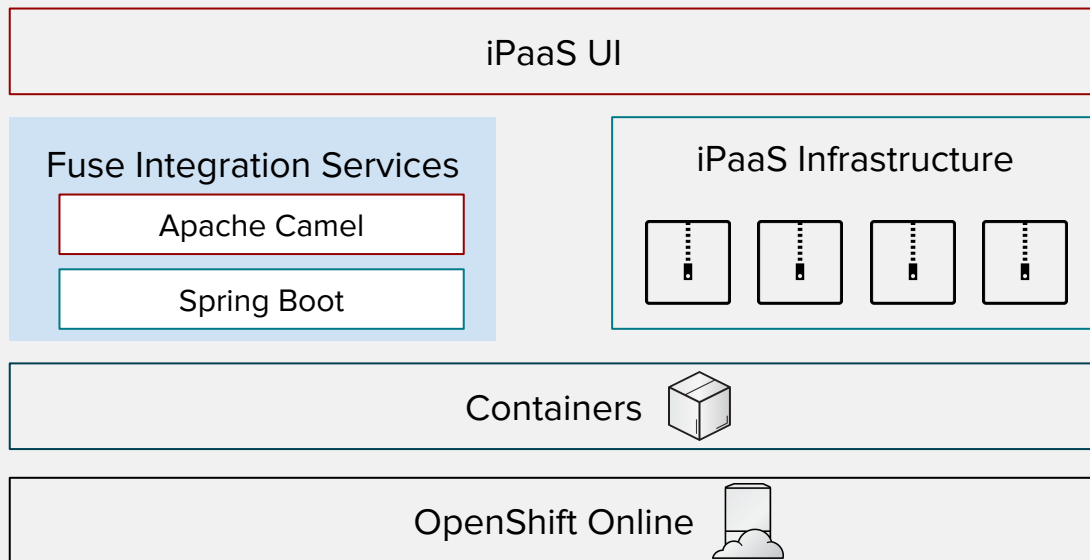 iPaaS UI
Fuse Integration Services
Apache Camel
Spring Boot
iPaaS Infrastructure
Containers
OpenShift Online